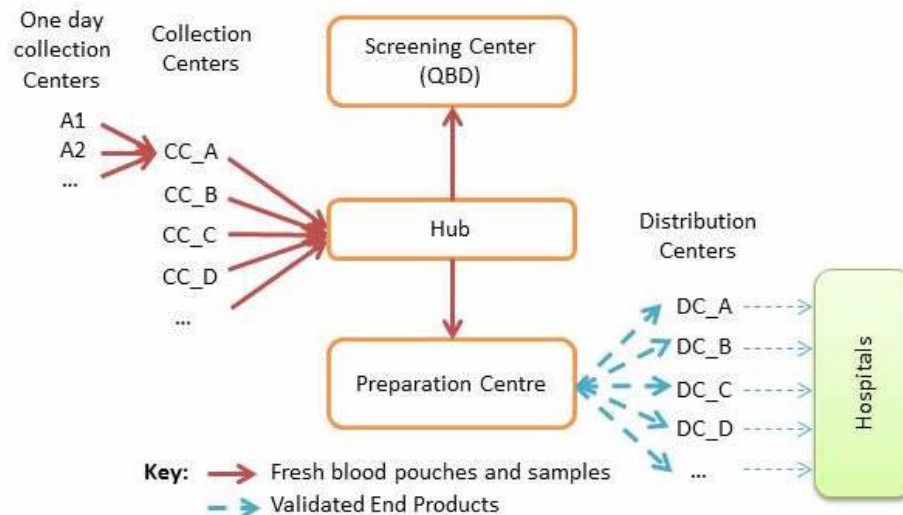 One day
collection
Centers
A1
A2
...
Collection
Centers
CC_A
CC_B
CC_C
CC_D
...
Screening Center
(QBD)
Hub
Preparation Centre
Distribution
Centers
DC_A
DC_B
DC_C
DC_D
...
Hospitals
Key:
Fresh blood pouches and samples
Validated End Products